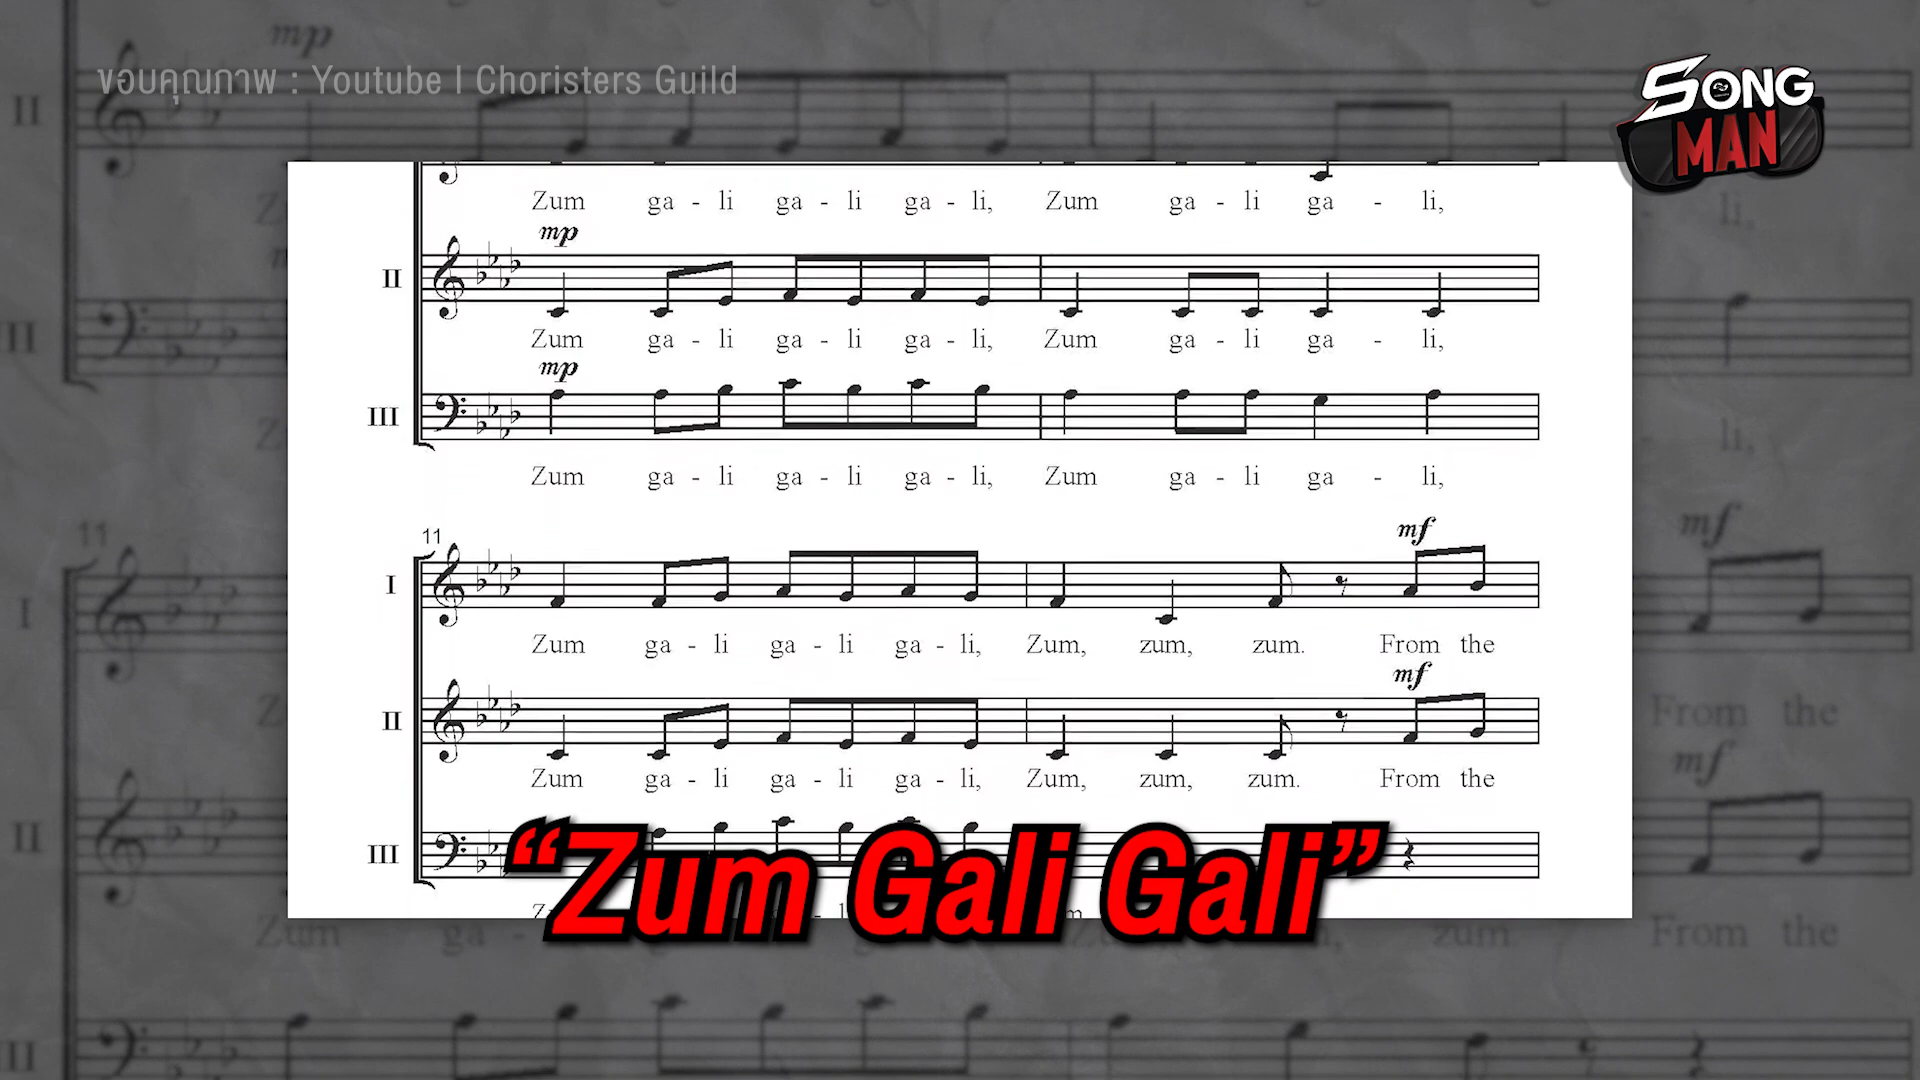 ขอบคุณภาพ : Youtube l Choristers Guild
SONG
MAN
Zum ga - li ga - li ga - li, Zum ga - li ga - li,
mp
II
Zum ga - li ga - li ga - li, Zum ga - li ga - li,
mp
III
Zum ga - li ga - li ga - li, Zum ga - li ga - li,
11
mf
I
Zum ga - li ga - li ga - li, Zum, zum, zum. From the
mf
II
Zum ga - li ga - li ga - li, Zum, zum, zum. From the
III
“Zum Gali Gali”